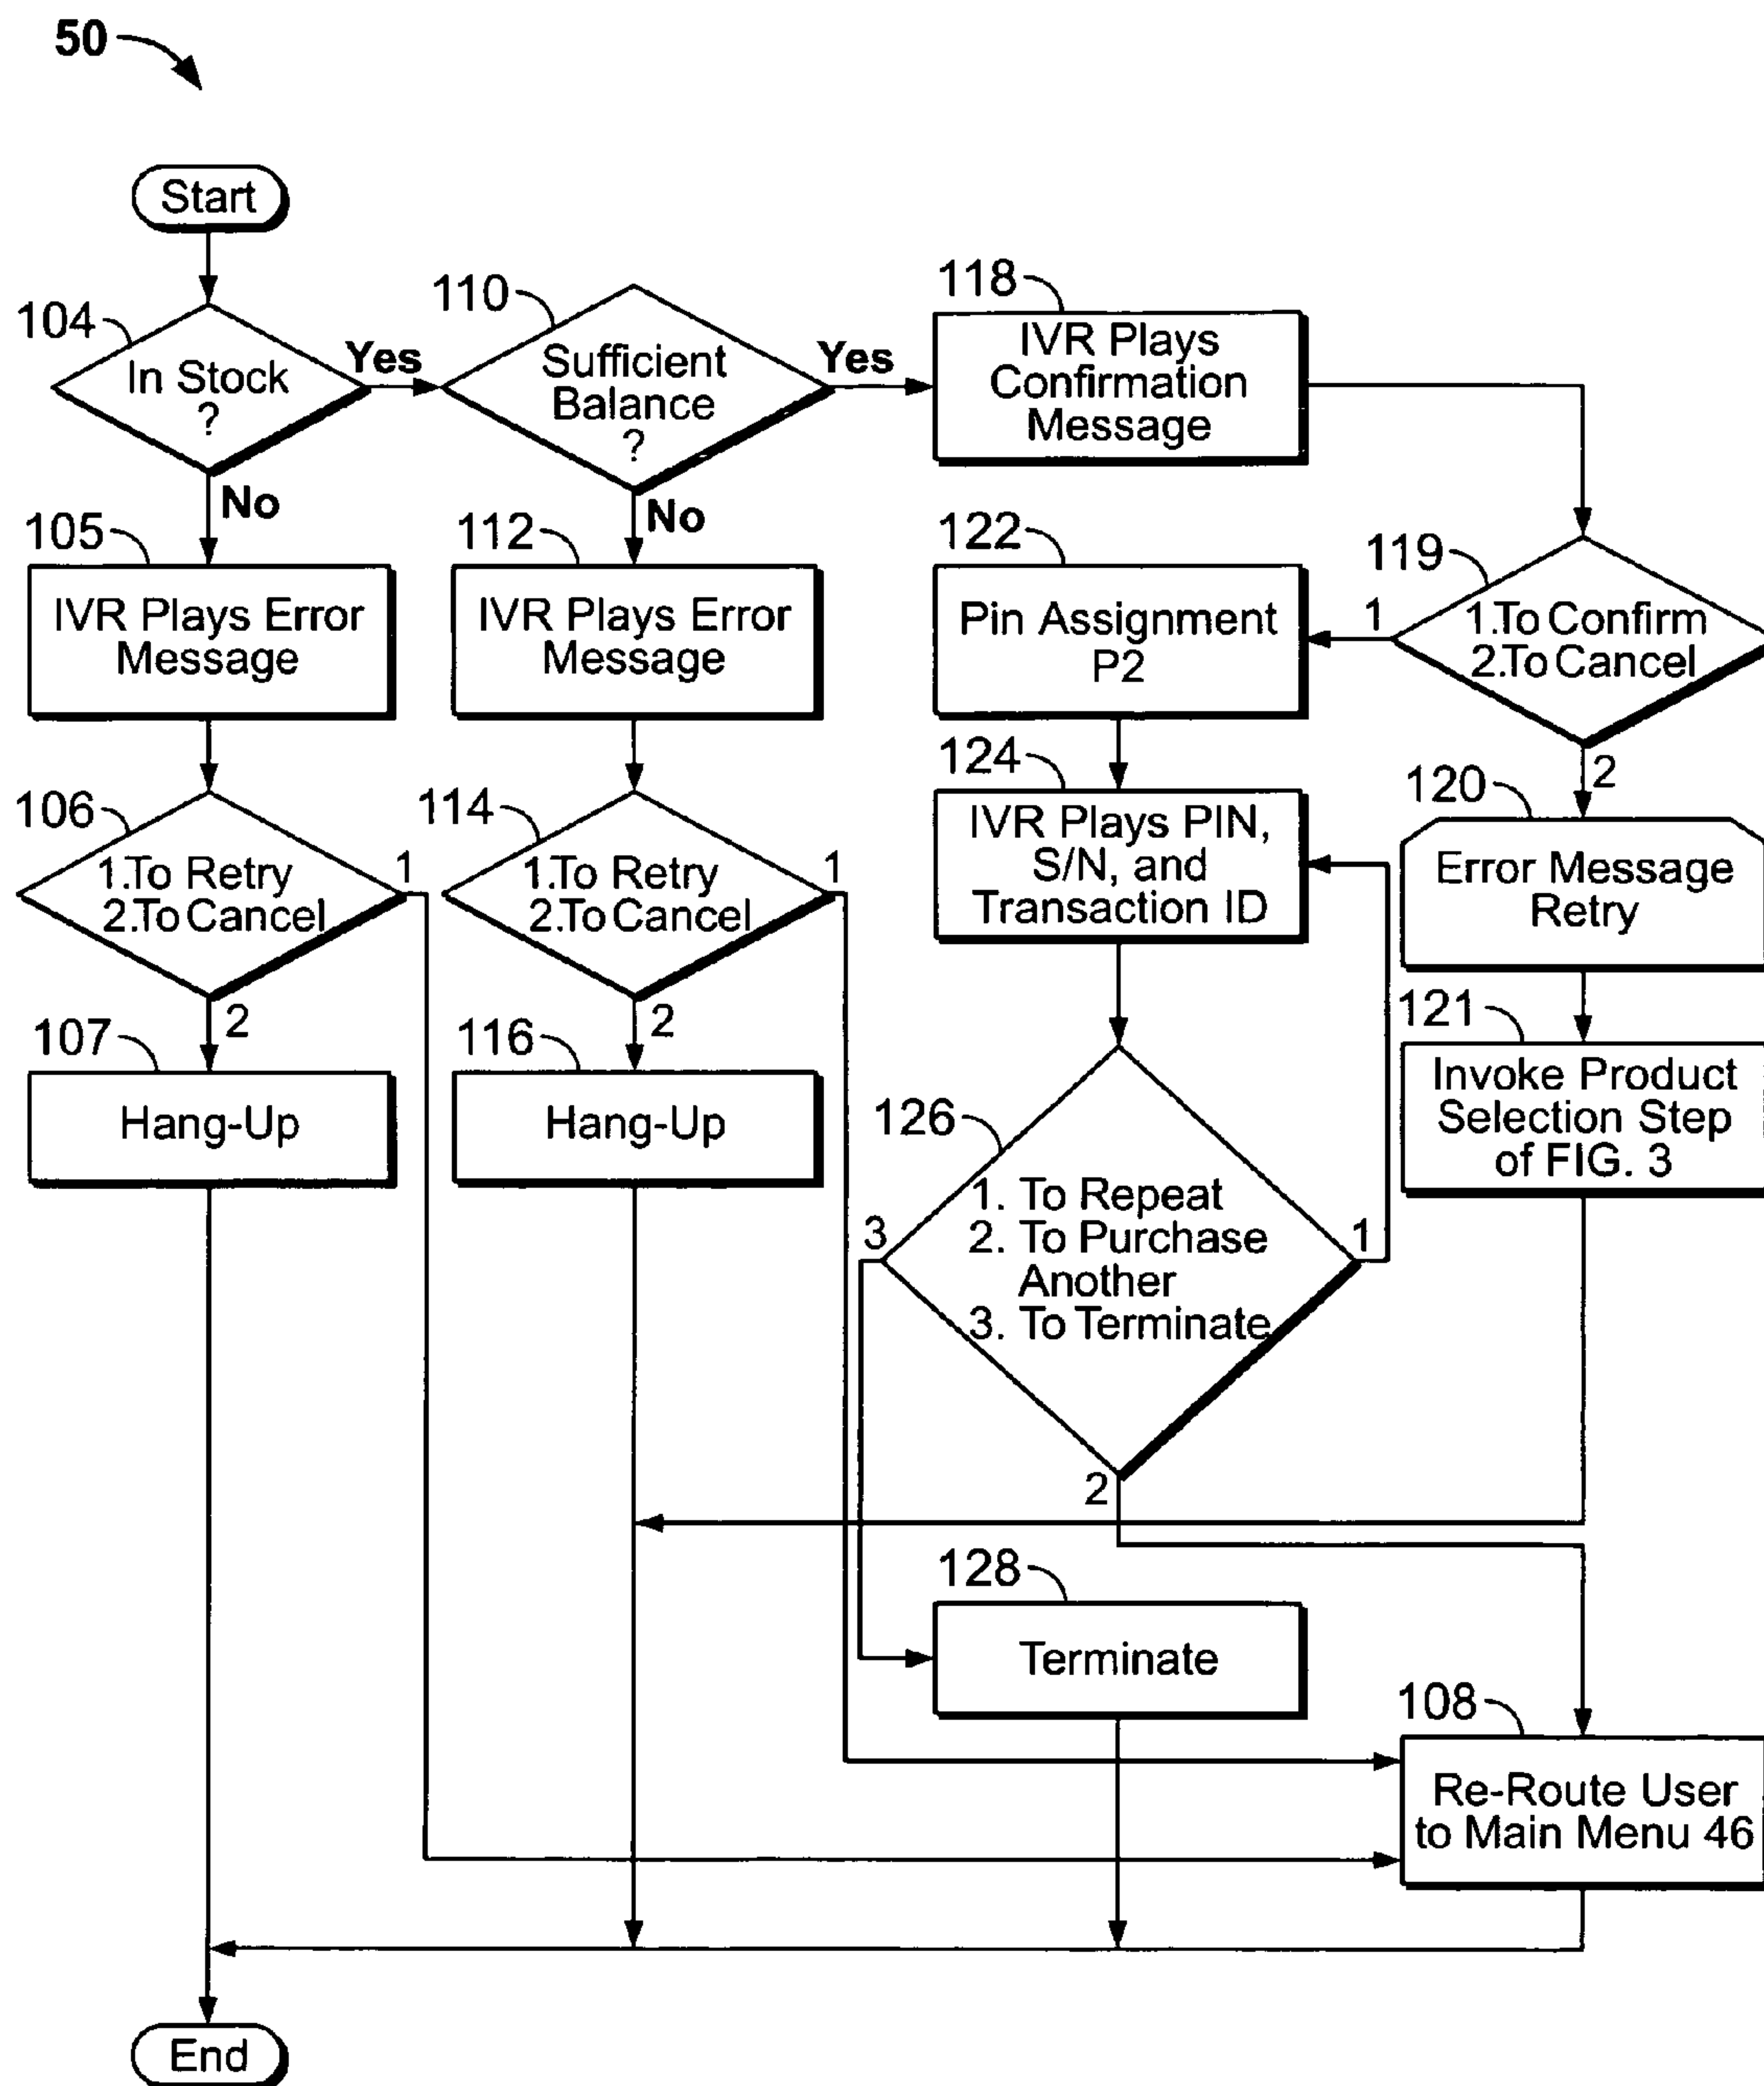 50
Start
104
In Stock
?
Yes
No
110
Sufficient
Balance
?
Yes
No
118
IVR Plays
Confirmation
Message
105
IVR Plays Error
Message
112
IVR Plays Error
Message
122
Pin Assignment
P2
119
1.To Confirm
2.To Cancel
1
2
106
1.To Retry
2.To Cancel
1
2
114
1.To Retry
2.To Cancel
1
2
124
IVR Plays PIN,
S/N, and
Transaction ID
120
Error Message
Retry
107
Hang-Up
116
Hang-Up
126
1. To Repeat
2. To Purchase
Another
3. To Terminate
3
1
2
121
Invoke Product
Selection Step
of FIG. 3
128
Terminate
108
Re-Route User
to Main Menu 46
End